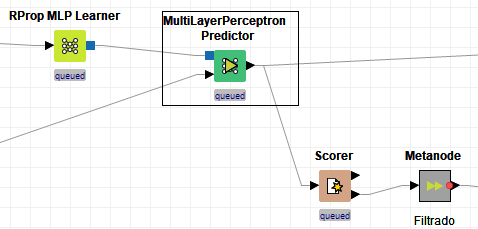 RProp MLP Learner
queued
MultiLayerPerceptron
Predictor
queued
Scorer
queued
Metanode
Filtrado